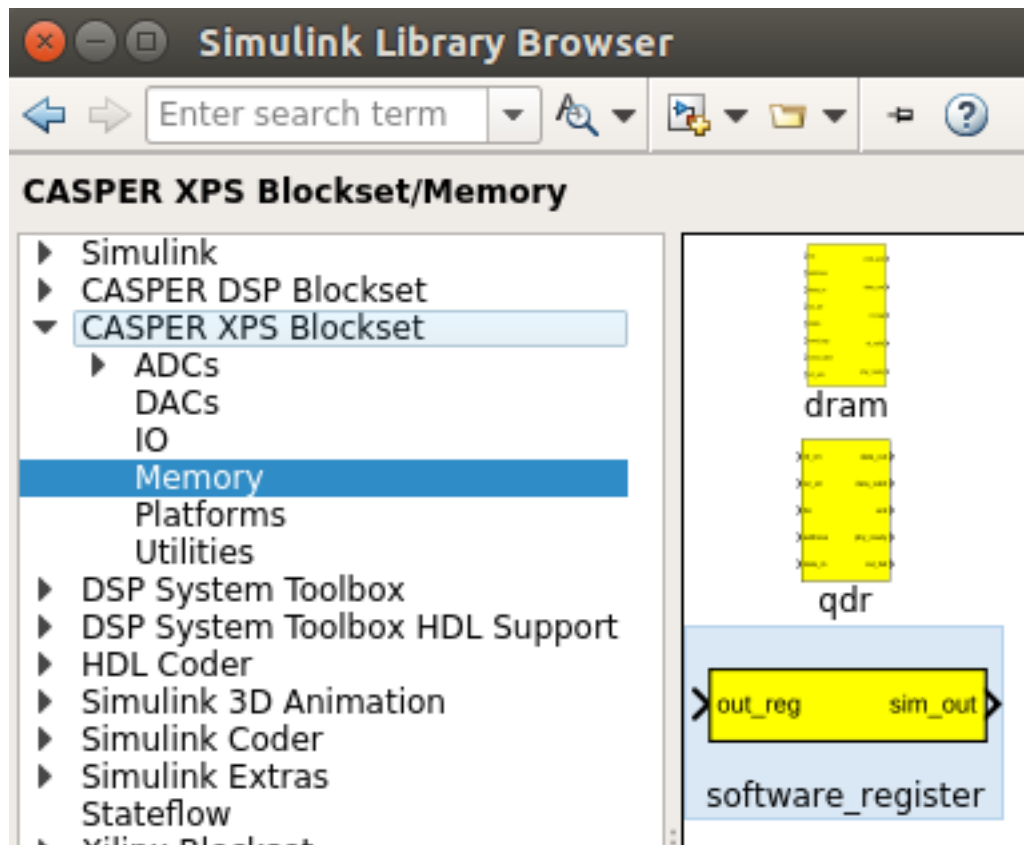 Simulink Library Browser
Enter search term
CASPER XPS Blockset/Memory
Simulink
CASPER DSP Blockset
CASPER XPS Blockset
ADCs
DACs
IO
Memory
Platforms
Utilities
DSP System Toolbox
DSP System Toolbox HDL Support
HDL Coder
Simulink 3D Animation
Simulink Coder
Simulink Extras
Stateflow
dram
qdr
out_reg sim_out
software_register